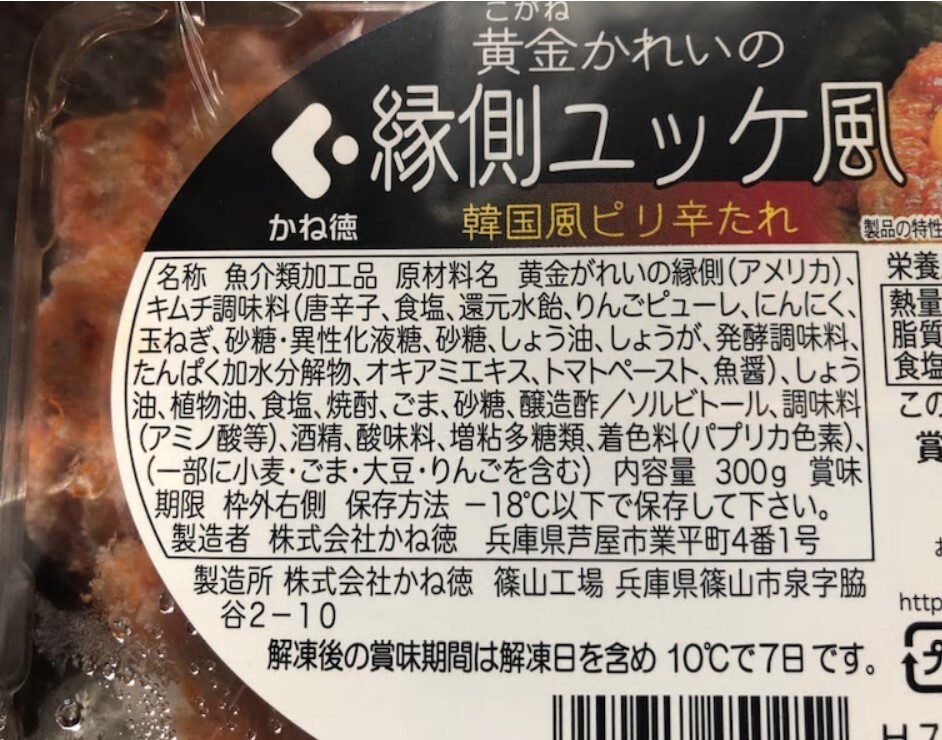 こがね
黄金かれいの
縁側ユッケ風
かね徳
韓国風ピリ辛たれ
製品の特性
名称 魚介類加工品 原材料名 黄金がれいの縁側(アメリカ)、
キムチ調味料(唐辛子、食塩、還元水飴、りんごピューレ、にんにく、
玉ねぎ、砂糖・異性化液糖、砂糖、しょう油、しょうが、発酵調味料、
たんぱく加水分解物、オキアミエキス、トマトペースト、魚醤)、しょう
油、植物油、食塩、焼酎、ごま、砂糖、醸造酢/ソルビトール、調味料
(アミノ酸等)、酒精、酸味料、増粘多糖類、着色料(パプリカ色素)、
(一部に小麦・ごま・大豆・りんごを含む) 内容量 300g 賞味
期限 枠外右側 保存方法 -18℃以下で保存して下さい。
製造者 株式会社かね徳 兵庫県芦屋市業平町4番1号
製造所 株式会社かね徳 篠山工場 兵庫県篠山市泉字脇
谷2-10
解凍後の賞味期間は解凍日を含め 10℃で7日です。
栄養
熱量
脂質
食塩
この
賞
http
プ
H 7